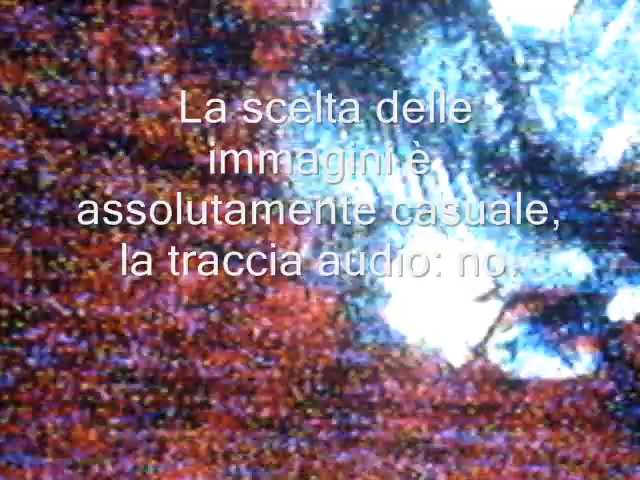 La scelta delle
immagini è
assolutamente casuale,
la traccia audio: no.